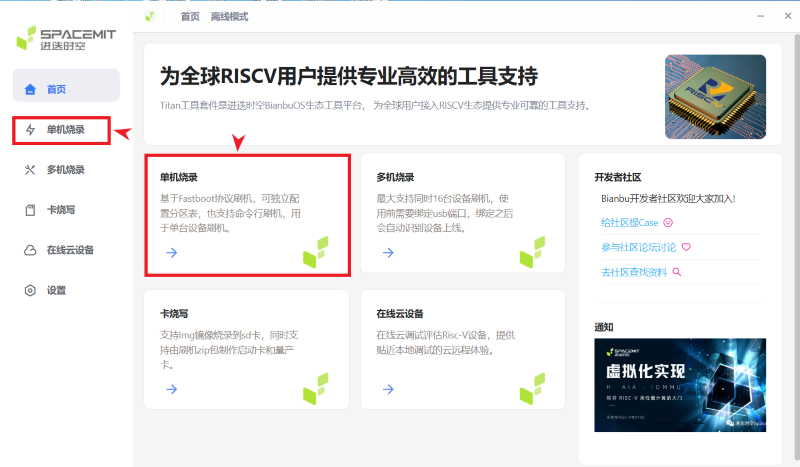 SPACEMIT
进迭时空
首页 离线模式
首页
单机烧录
多机烧录
卡烧写
在线云设备
设置
为全球RISCV用户提供专业高效的工具支持
Titan工具套件是进迭时空BianbuOS生态工具平台，为全球用户接入RISCV生态提供专业可靠的工具支持。
RISCV
单机烧录
基于Fastboot协议刷机，可独立配
置分区表，也支持命令行刷机，用
于单台设备刷机。
多机烧录
最大支持同时16台设备刷机，使
用前需要绑定usb端口，绑定之后
会自动识别设备上线。
卡烧写
支持Img镜像烧录到sd卡，同时支
持由刷机zip包制作启动卡和量产
卡。
在线云设备
在线云调试评估Risc-V设备，提供
贴近本地调试的云远程体验。
开发者社区
Bianbu开发者社区欢迎大家加入!
给社区提Case
参与社区论坛讨论
去社区查找资料
通知
SPACEMIT
进迭时空
虚拟化实现
RISC-V 高性能计算的大门